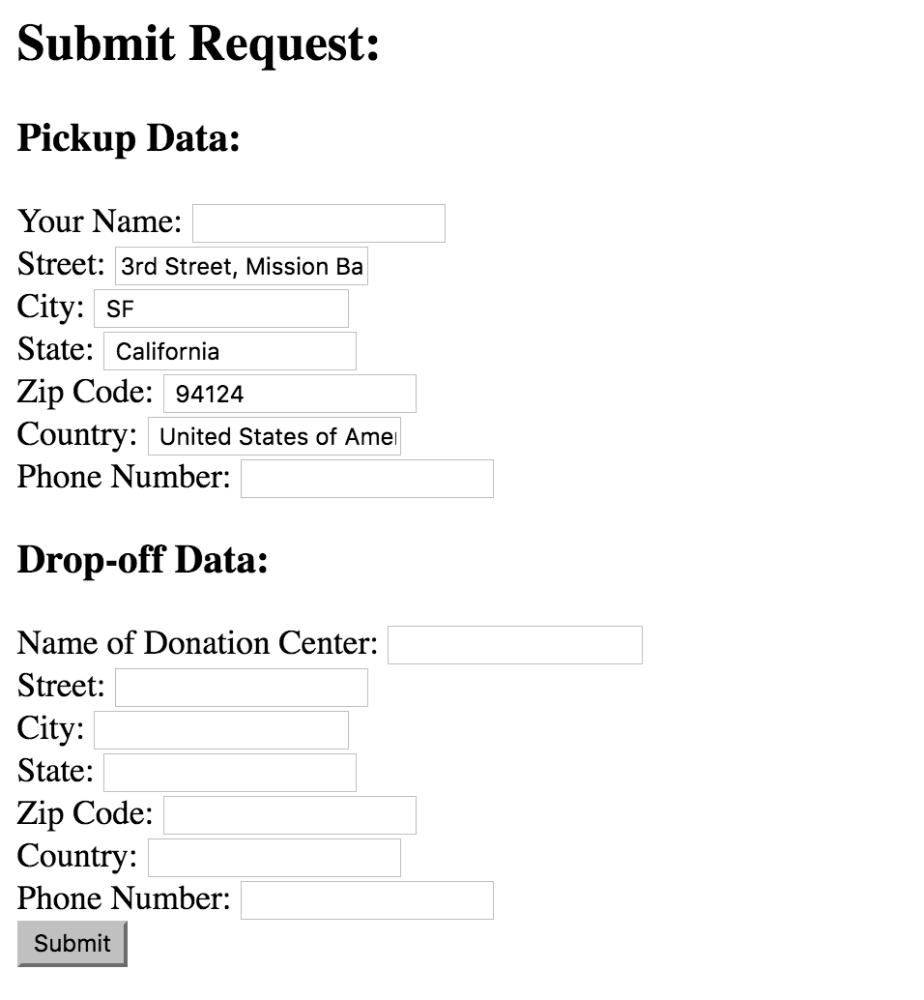 Submit Request:
Pickup Data:
Your Name:
Street: 3rd Street, Mission Ba
City: SF
State: California
Zip Code: 94124
Country: United States of Amer
Phone Number:
Drop-off Data:
Name of Donation Center:
Street:
City:
State:
Zip Code:
Country:
Phone Number:
Submit